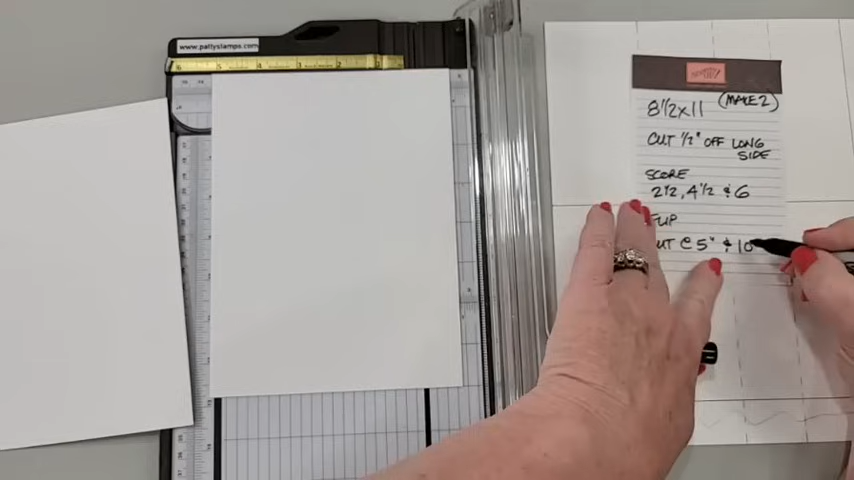 www.pattystamps.com
8½x11 (MAKE 2)
CUT ½" OFF LONG
SIDE
SCORE
2½, 4½ & 6
FLIP
@ 5" & 10